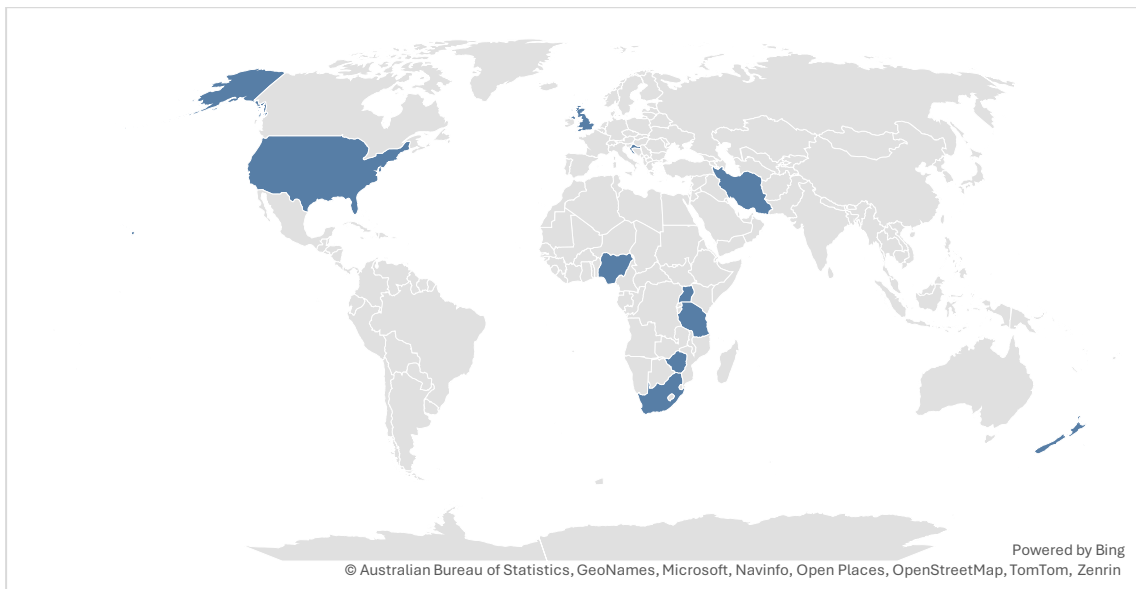 Powered by Bing
© Australian Bureau of Statistics, GeoNames, Microsoft, Navinfo, Open Places, OpenStreetMap, TomTom, Zenrin